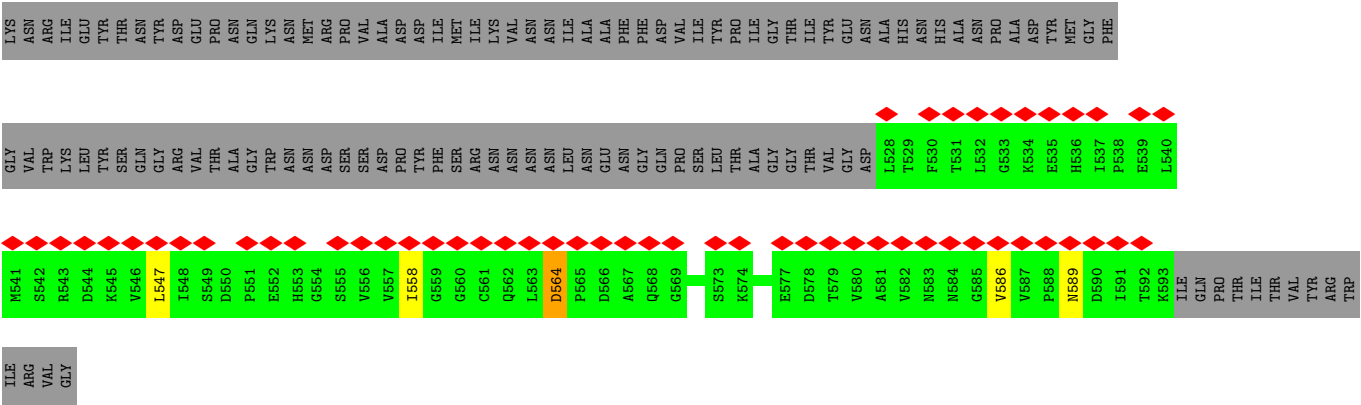 LYS ASN ARG ILE GLU TYR THR ASN TYR ASP GLU PRO ASN GLN LYS ASN MET ARG PRO VAL ALA ASP ASP ILE MET ILE LYS VAL ASN ASN ILE ALA ALA PHE PHE ASP VAL ILE TYR PRO ILE GLY THR ILE TYR GLU ASN ALA HIS ASN HIS ALA ASN PRO ALA ASP TYR MET GLY PHE
GLY VAL TRP LYS LEU TYR SER GLN GLY ARG VAL THR ALA GLY TRP ASN ASN ASP SER SER ASP PRO TYR PHE SER ARG ASN ASN ASN ASN LEU ASN GLU ASN GLY GLN PRO SER LEU THR ALA GLY GLY THR VAL GLY ASP L528 T529 F530 T531 L532 G533 K534 E535 H536 I537 P538 E539 L540
M541 S542 R543 D544 K545 V546 L547 I548 S549 D550 P551 E552 H553 G554 S555 V556 V557 I558 G559 G560 C561 Q562 L563 D564 P565 D566 A567 Q568 G569 S573 K574 E577 D578 T579 V580 A581 V582 N583 N584 G585 V586 V587 P588 N589 D590 I591 T592 K593 ILE GLN PRO THR ILE THR VAL TYR ARG TRP
ILE ARG VAL GLY